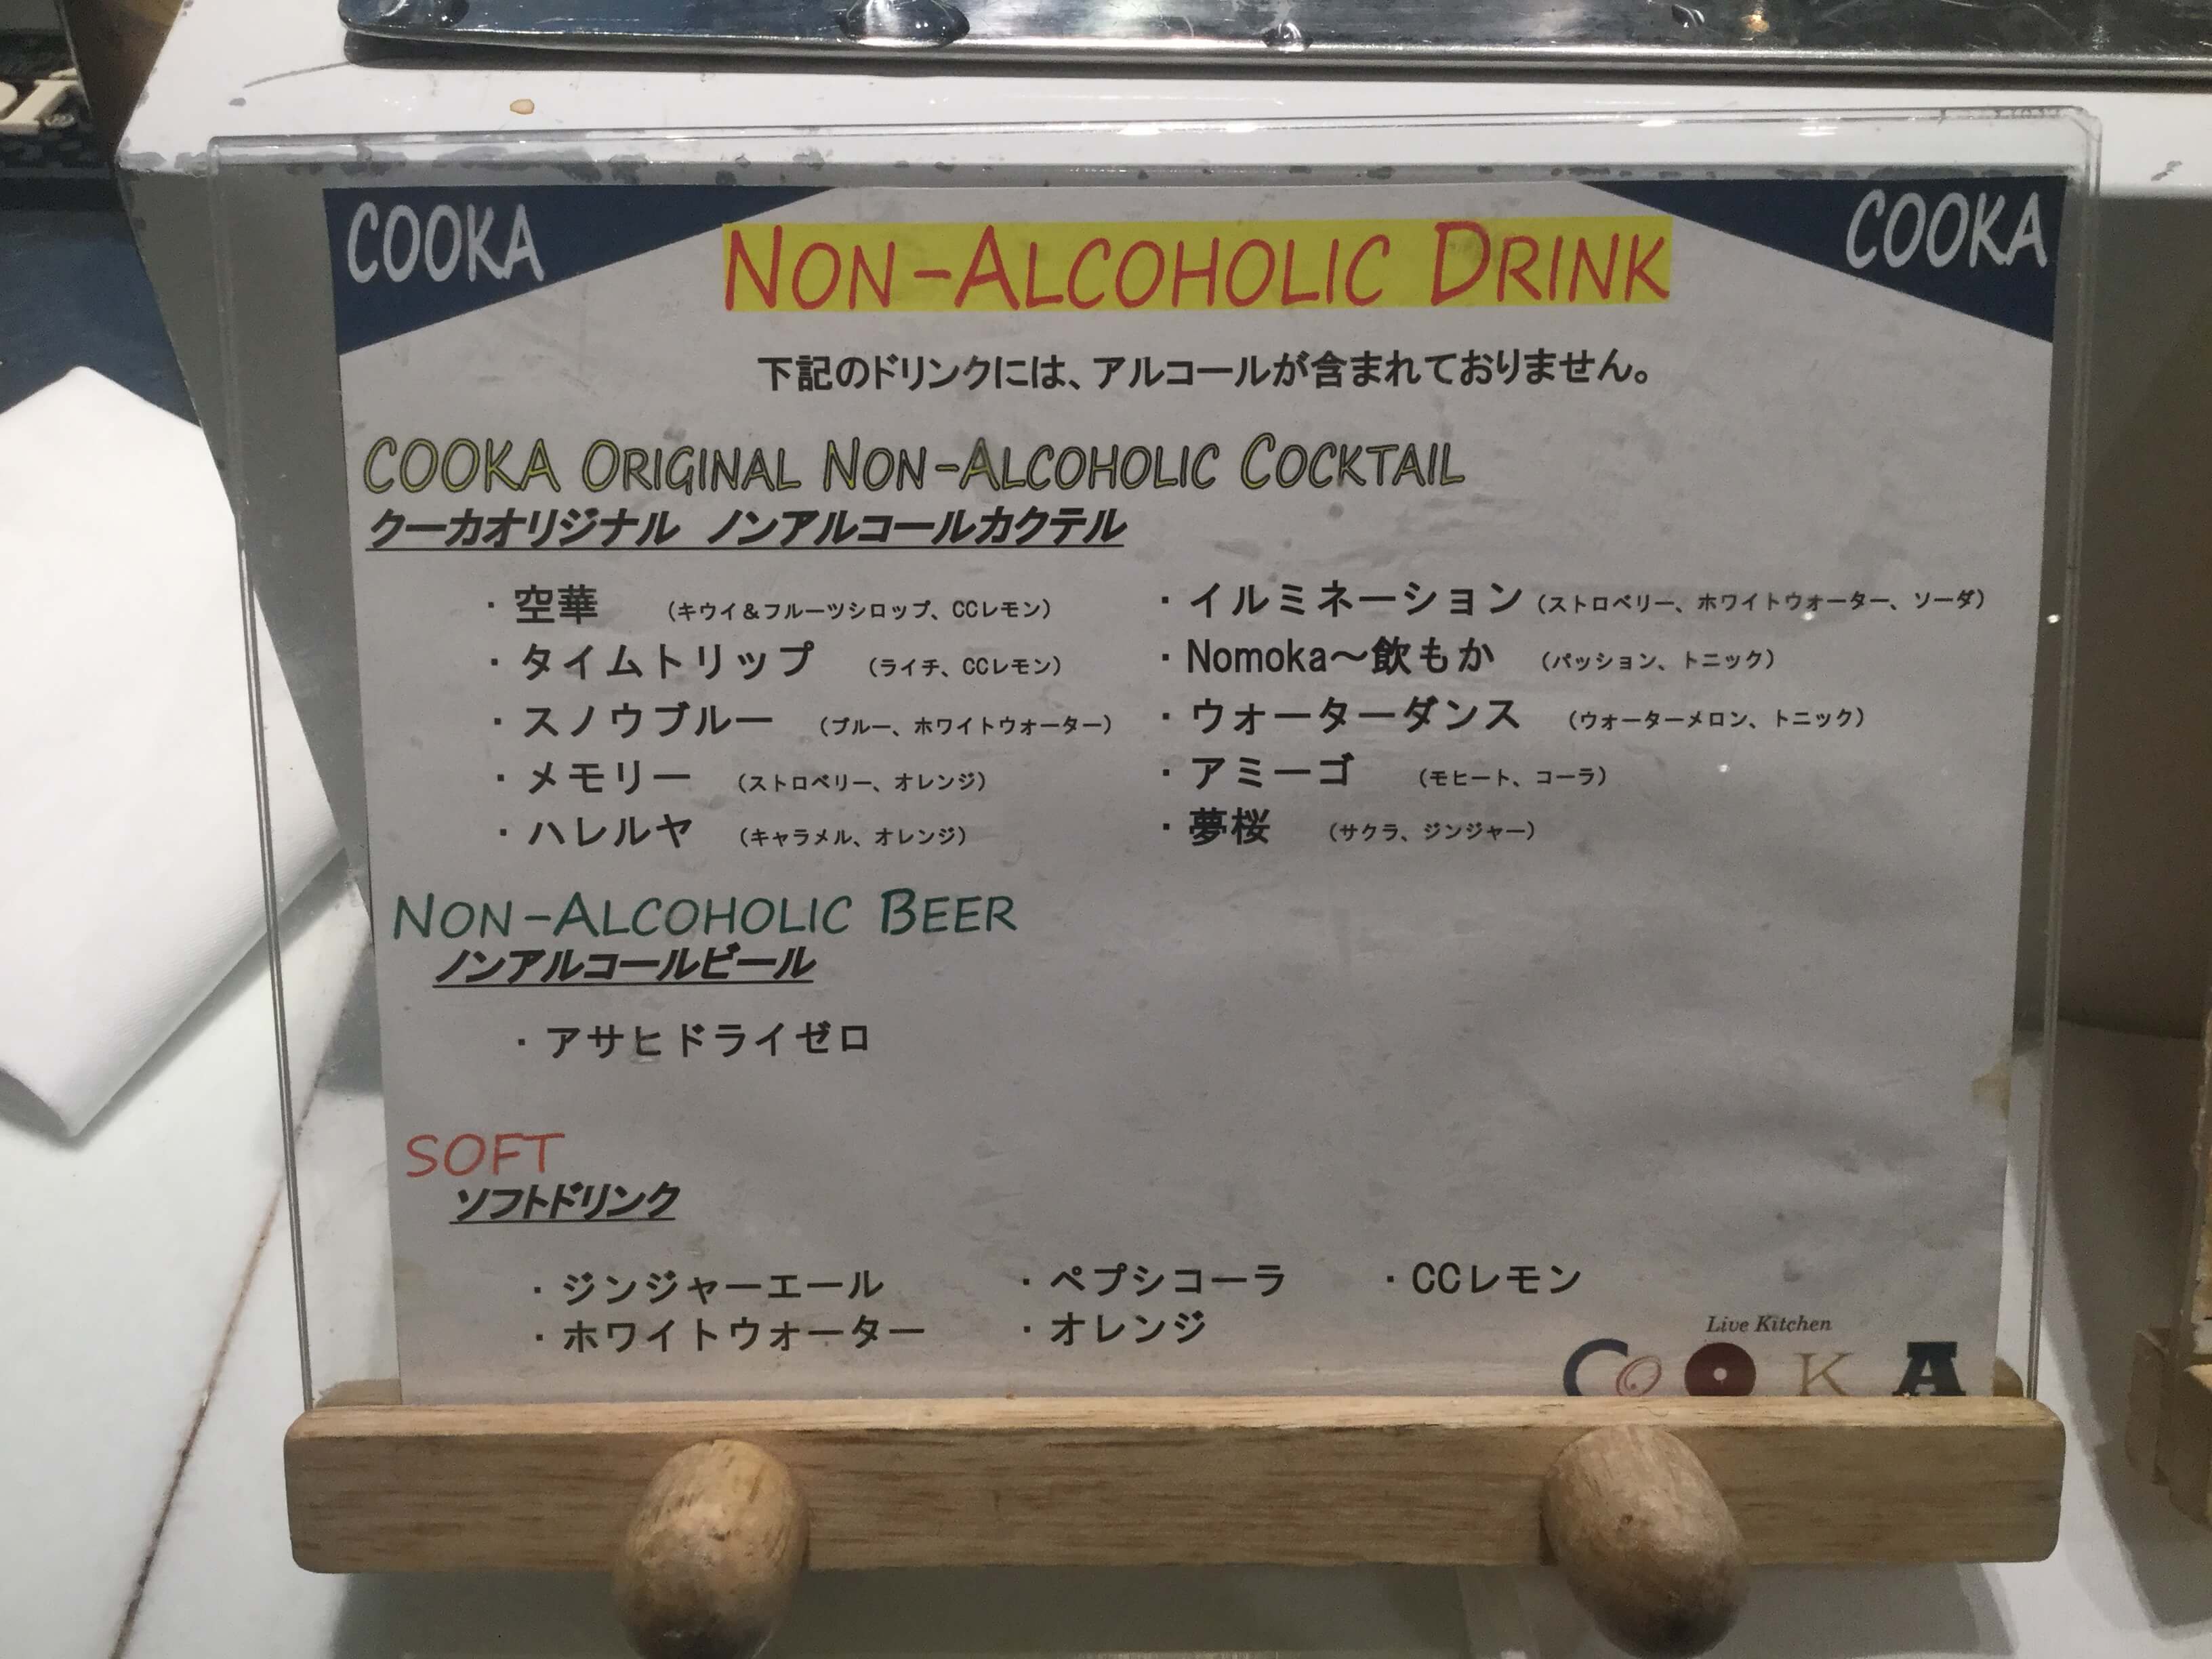 COOKA
COOKA
NON-ALCOHOLIC DRINK
下記のドリンクには、アルコールが含まれておりません。
COOKA ORIGINAL NON-ALCOHOLIC COCKTAIL
クーカオリジナル ノンアルコールカクテル
・空華 (キウイ&フルーツシロップ、CCレモン)
・タイムトリップ (ライチ、CCレモン)
・スノウブルー (ブルー、ホワイトウォーター)
・メモリー (ストロベリー、オレンジ)
・ハレルヤ (キャラメル、オレンジ)
・イルミネーション (ストロベリー、ホワイトウォーター、ソーダ)
・Nomoka〜飲もか (パッション、トニック)
・ウォーターダンス (ウォーターメロン、トニック)
・アミーゴ (モヒート、コーラ)
・夢桜 (サクラ、ジンジャー)
NON-ALCOHOLIC BEER
ノンアルコールビール
・アサヒドライゼロ
SOFT
ソフトドリンク
・ジンジャーエール ・ペプシコーラ ・CCレモン
・ホワイトウォーター ・オレンジ
Live Kitchen
COOKA